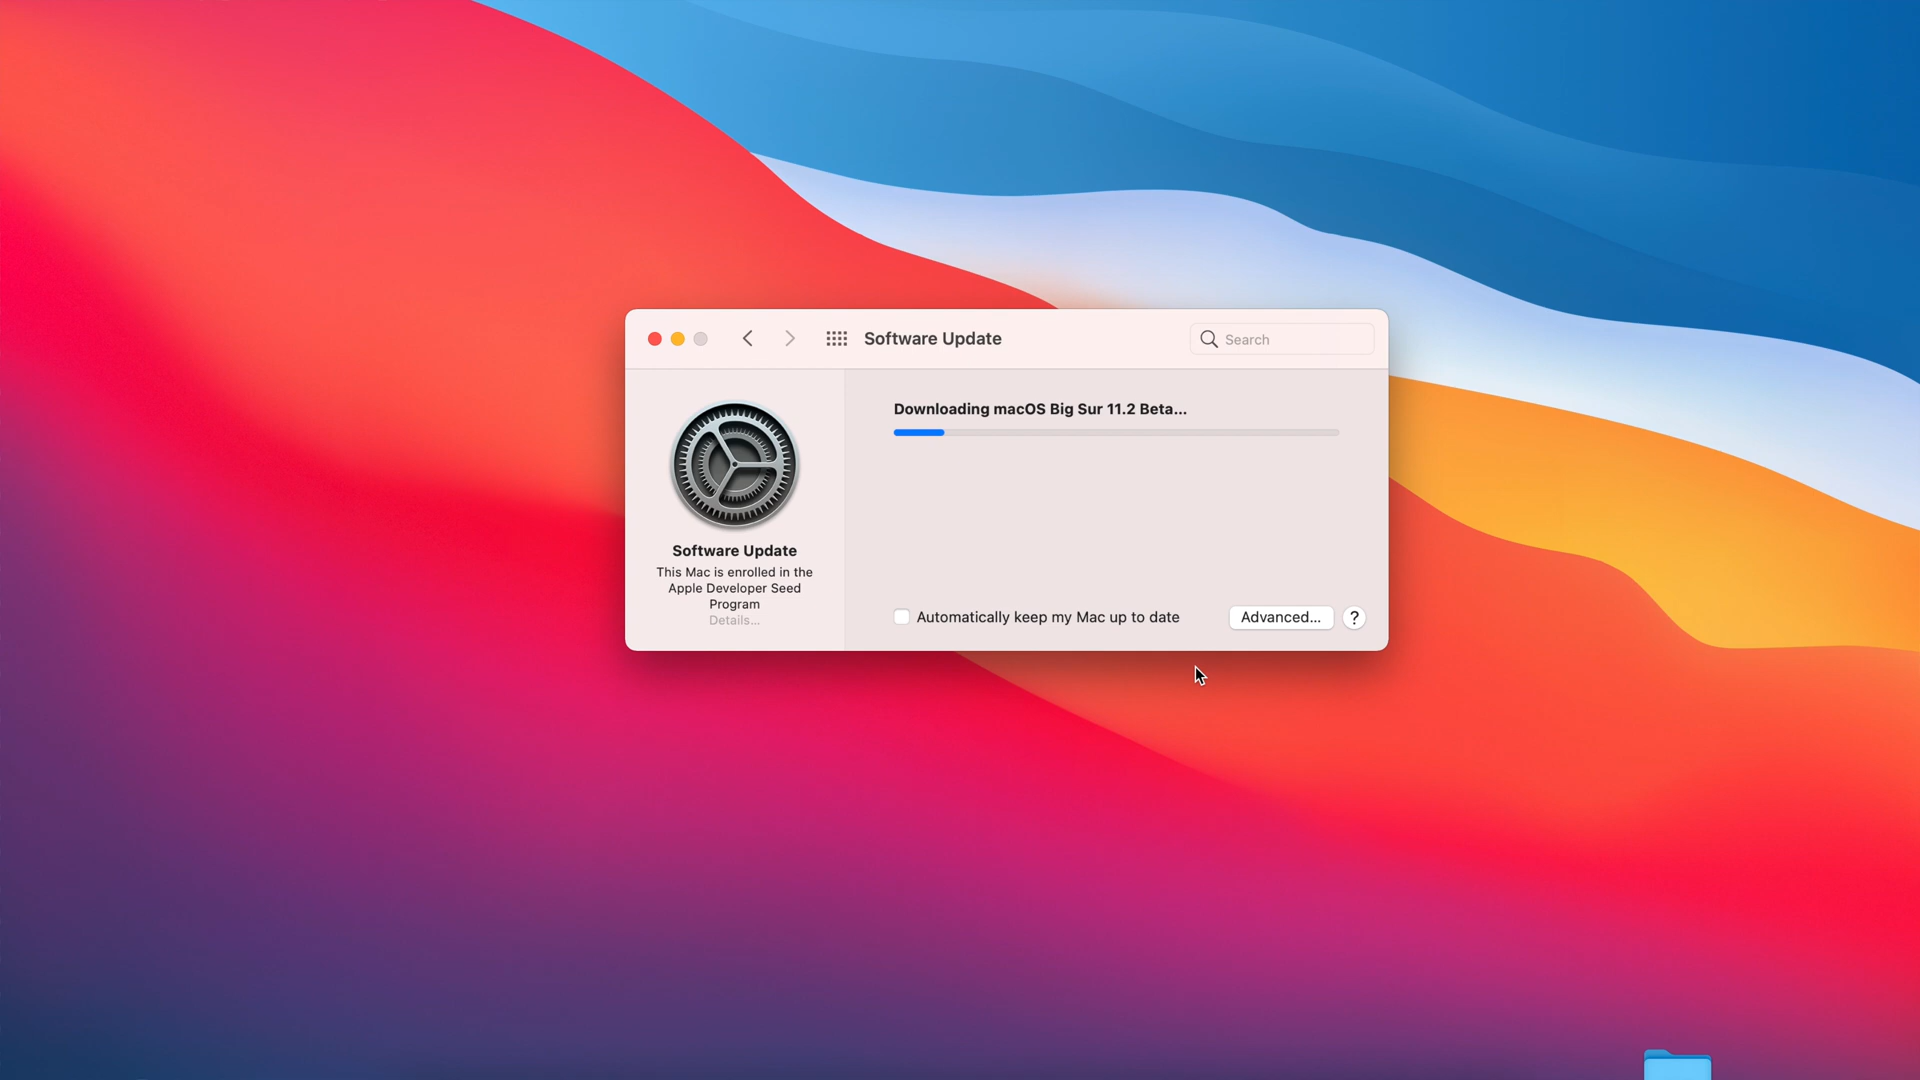 Software Update
Search
Downloading macOS Big Sur 11.2 Beta...
Software Update
This Mac is enrolled in the
Apple Developer Seed
Program
Details...
Automatically keep my Mac up to date
Advanced...
?